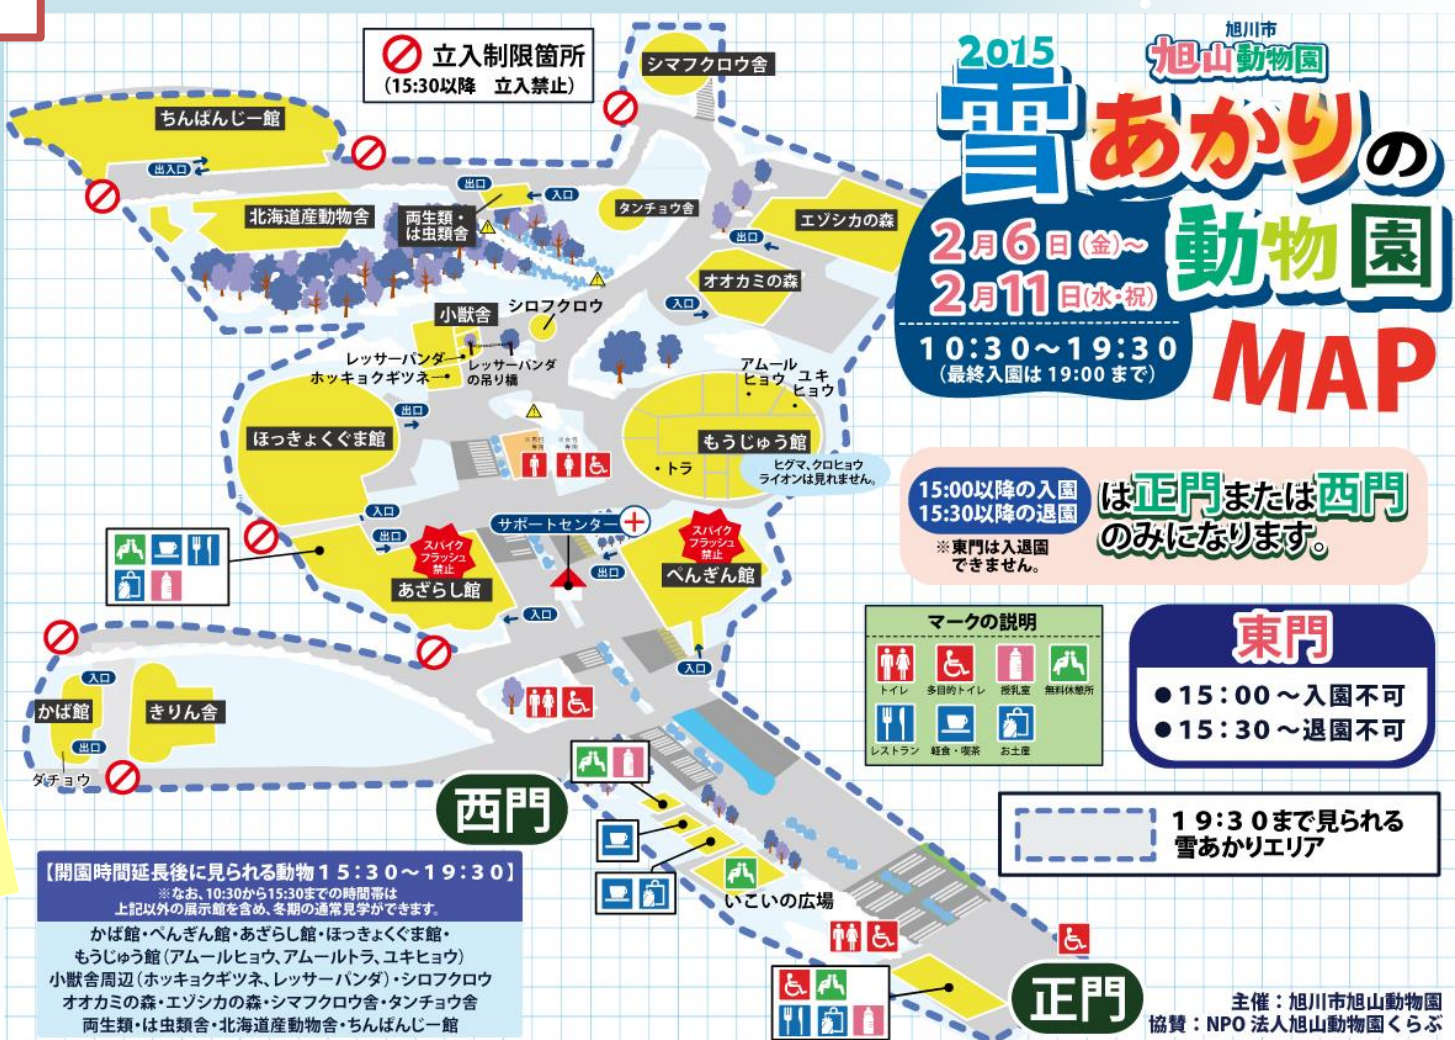 立入制限箇所
(15:30以降 立入禁止)
シマフクロウ舎
2015
旭川市
旭山動物園
雪あかりの
動物園
MAP
2月6日(金)～
2月11日(水・祝)
10:30～19:30
(最終入園は19:00まで)
ちんぱんじー館
出入口
北海道産動物舎
出口
入口
両生類・
は虫類舎
タンチョウ舎
エゾシカの森
出口
オオカミの森
入口
小獣舎
シロフクロウ
レッサーパンダ
ホッキョクギツネ
レッサーパンダ
の吊り橋
アムール
ヒョウ
ユキ
ヒョウ
出口
ほっきょくぐま館
もうじゅう館
・トラ
ヒグマ、クロヒョウ
ライオンは見れません。
入口
出口
サポートセンター
スパイク
フラッシュ
禁止
あざらし館
スパイク
フラッシュ
禁止
ぺんぎん館
出口
入口
入口
15:00以降の入園
15:30以降の退園
は正門または西門
のみになります。
※東門は入退園
できません。
マークの説明
トイレ
多目的トイレ
授乳室
無料休憩所
レストラン
軽食・喫茶
お土産
東門
●15:00～入園不可
●15:30～退園不可
入口
かば館
きりん舎
出口
ダチョウ
西門
19:30まで見られる
雪あかりエリア
いこいの広場
正門
【開園時間延長後に見られる動物15:30～19:30】
※なお、10:30から15:30までの時間帯は
上記以外の展示館を含め、冬期の通常見学ができます。
かば館・ぺんぎん館・あざらし館・ほっきょくぐま館・
もうじゅう館(アムールヒョウ、アムールトラ、ユキヒョウ)
小獣舎周辺(ホッキョクギツネ、レッサーパンダ)・シロフクロウ
オオカミの森・エゾシカの森・シマフクロウ舎・タンチョウ舎
両生類・は虫類舎・北海道産動物舎・ちんぱんじー館
主催：旭川市旭山動物園
協賛：NPO法人旭山動物園くらぶ